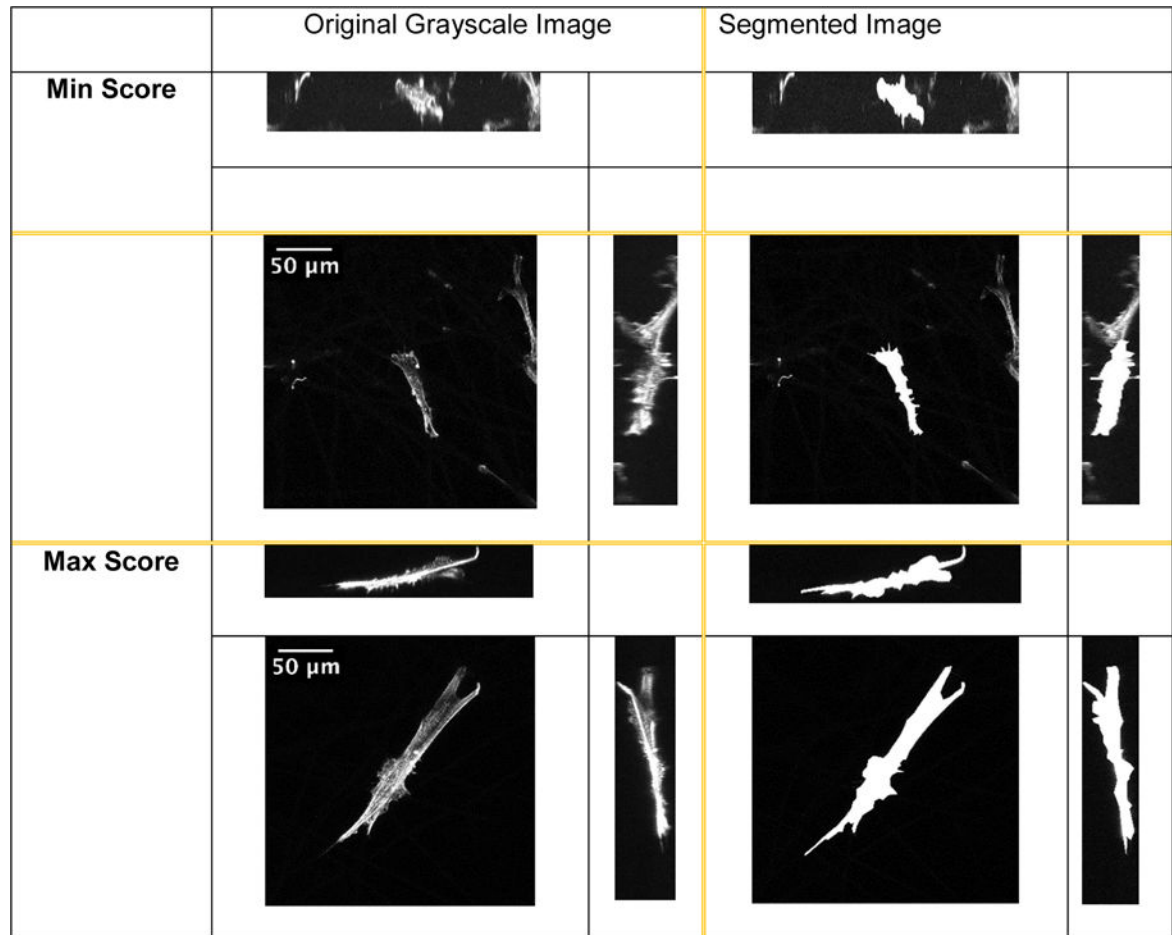 Original Grayscale Image
Segmented Image
Min Score
50 μm
Max Score
50 μm